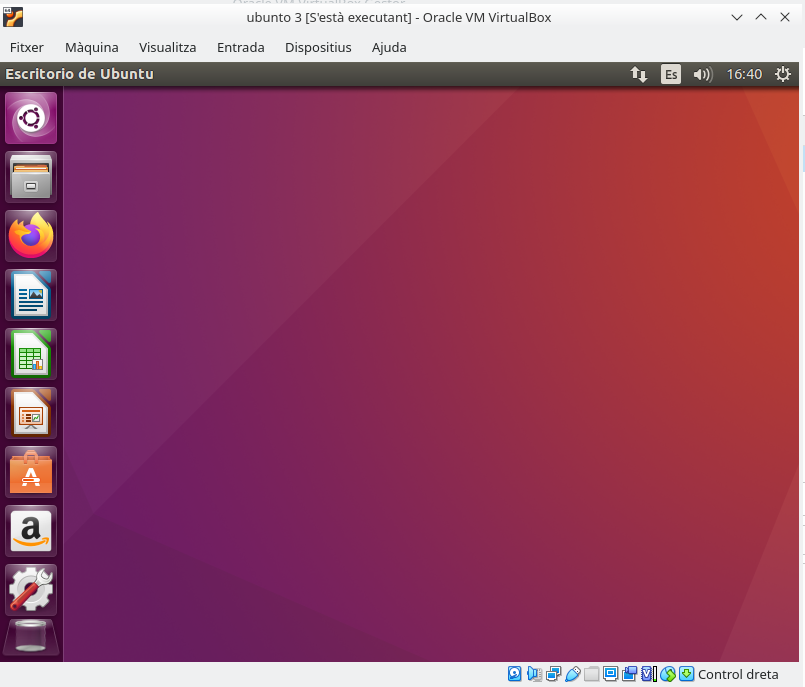 ubunto 3 [S'està executant] - Oracle VM VirtualBox
Fitxer Màquina Visualitza Entrada Dispositius Ajuda
Escritorio de Ubuntu Es 16:40
Control dreta